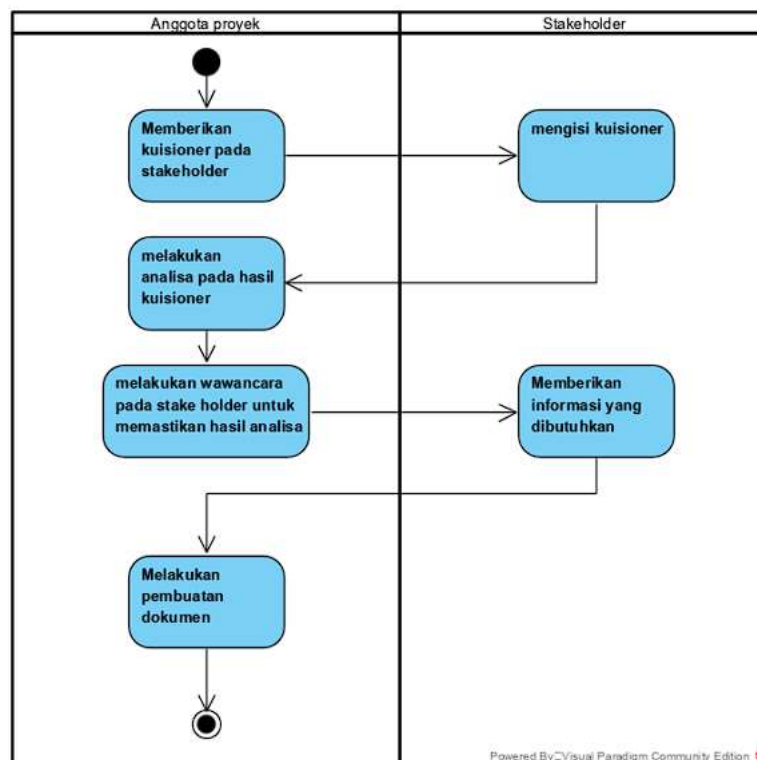 Anggota proyek
Stakeholder
Memberikan
kuisioner pada
stakeholder
mengisi kuisioner
melakukan
analisa pada hasil
kuisioner
melakukan wawancara
pada stake holder untuk
memastikan hasil analisa
Memberikan
informasi yang
dibutuhkan
Melakukan
pembuatan
dokumen
Powered By Visual Paradigm Community Edition